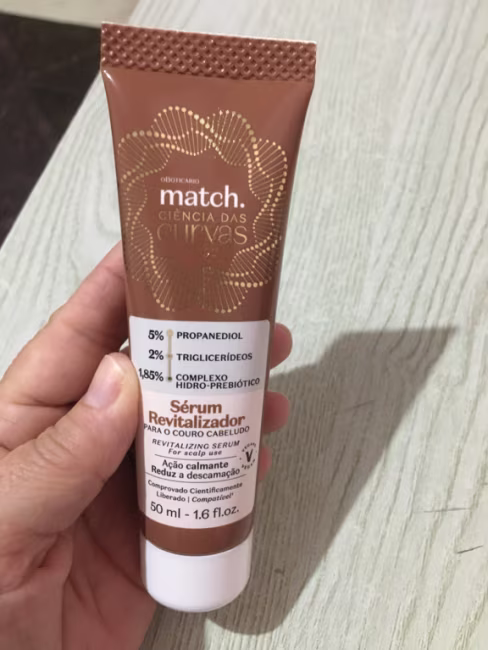 O BOTICÁRIO
match.
CIÊNCIA DAS
curvas
5% PROPANEDIOL
2% TRIGLICERÍDEOS
1,85% COMPLEXO
HIDRO-PREBIÓTICO
Sérum
Revitalizador
PARA O COURO CABELUDO
REVITALIZING SERUM
For scalp use
Ação calmante
Reduz a descamação
Comprovado Cientificamente
Liberado | Compatível*
50 ml - 1.6 fl.oz.